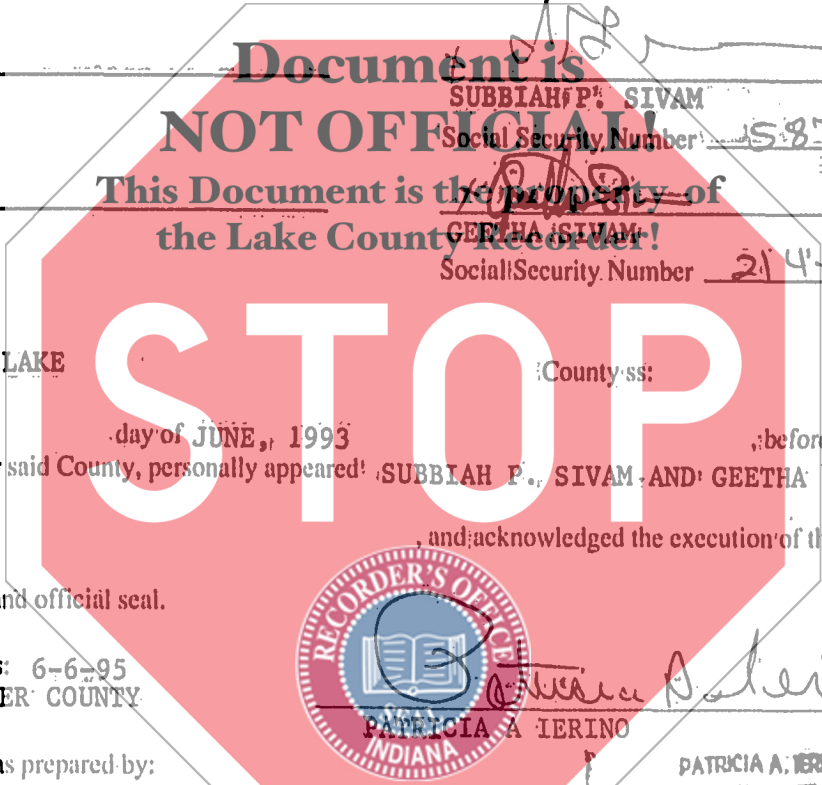 Document is
SUBBIAH P. SIVAM
NOT OFFICIAL!
Social Security Number 587
This Document is the property of
the Lake County Recorder!
GEETHA SIVAM
Social Security Number 214-
LAKE County ss:
day of JUNE, 1993 , before
said County, personally appeared SUBBIAH P. SIVAM AND GEETHA
STOP
, and acknowledged the execution of th
nd official seal.
RECORDER'S OFFICE
SEAL
INDIANA
s: 6-6-95
ER COUNTY
PATRICIA A IERINO
s prepared by:
PATRICIA A. IER